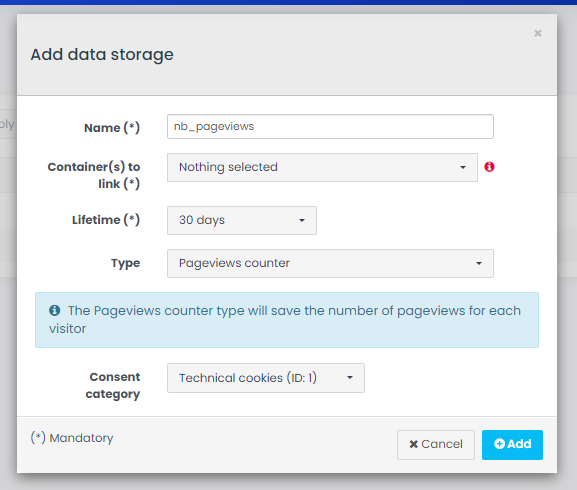 Add data storage
×
Name (*)
nb_pageviews
Container(s) to
link (*)
Nothing selected
Lifetime (*)
30 days
Type
Pageviews counter
The Pageviews counter type will save the number of pageviews for each
visitor
Consent
category
Technical cookies (ID: 1)
(*) Mandatory
Cancel
Add